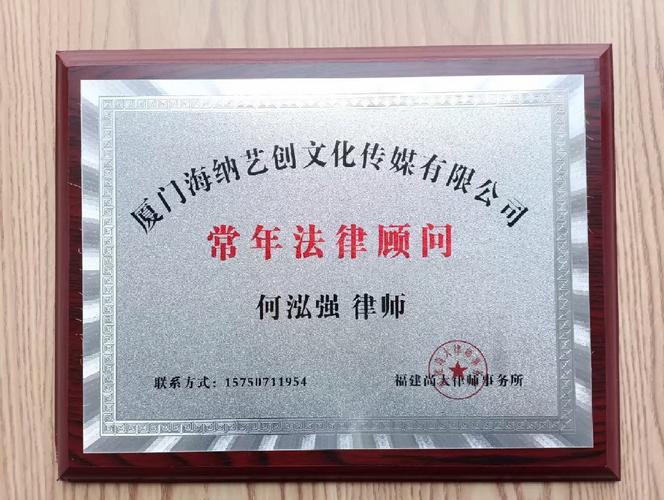 厦门海纳艺创文化传媒有限公司
常年法律顾问
何泓强 律师
联系方式：15750711954
福建尚大律师事务所